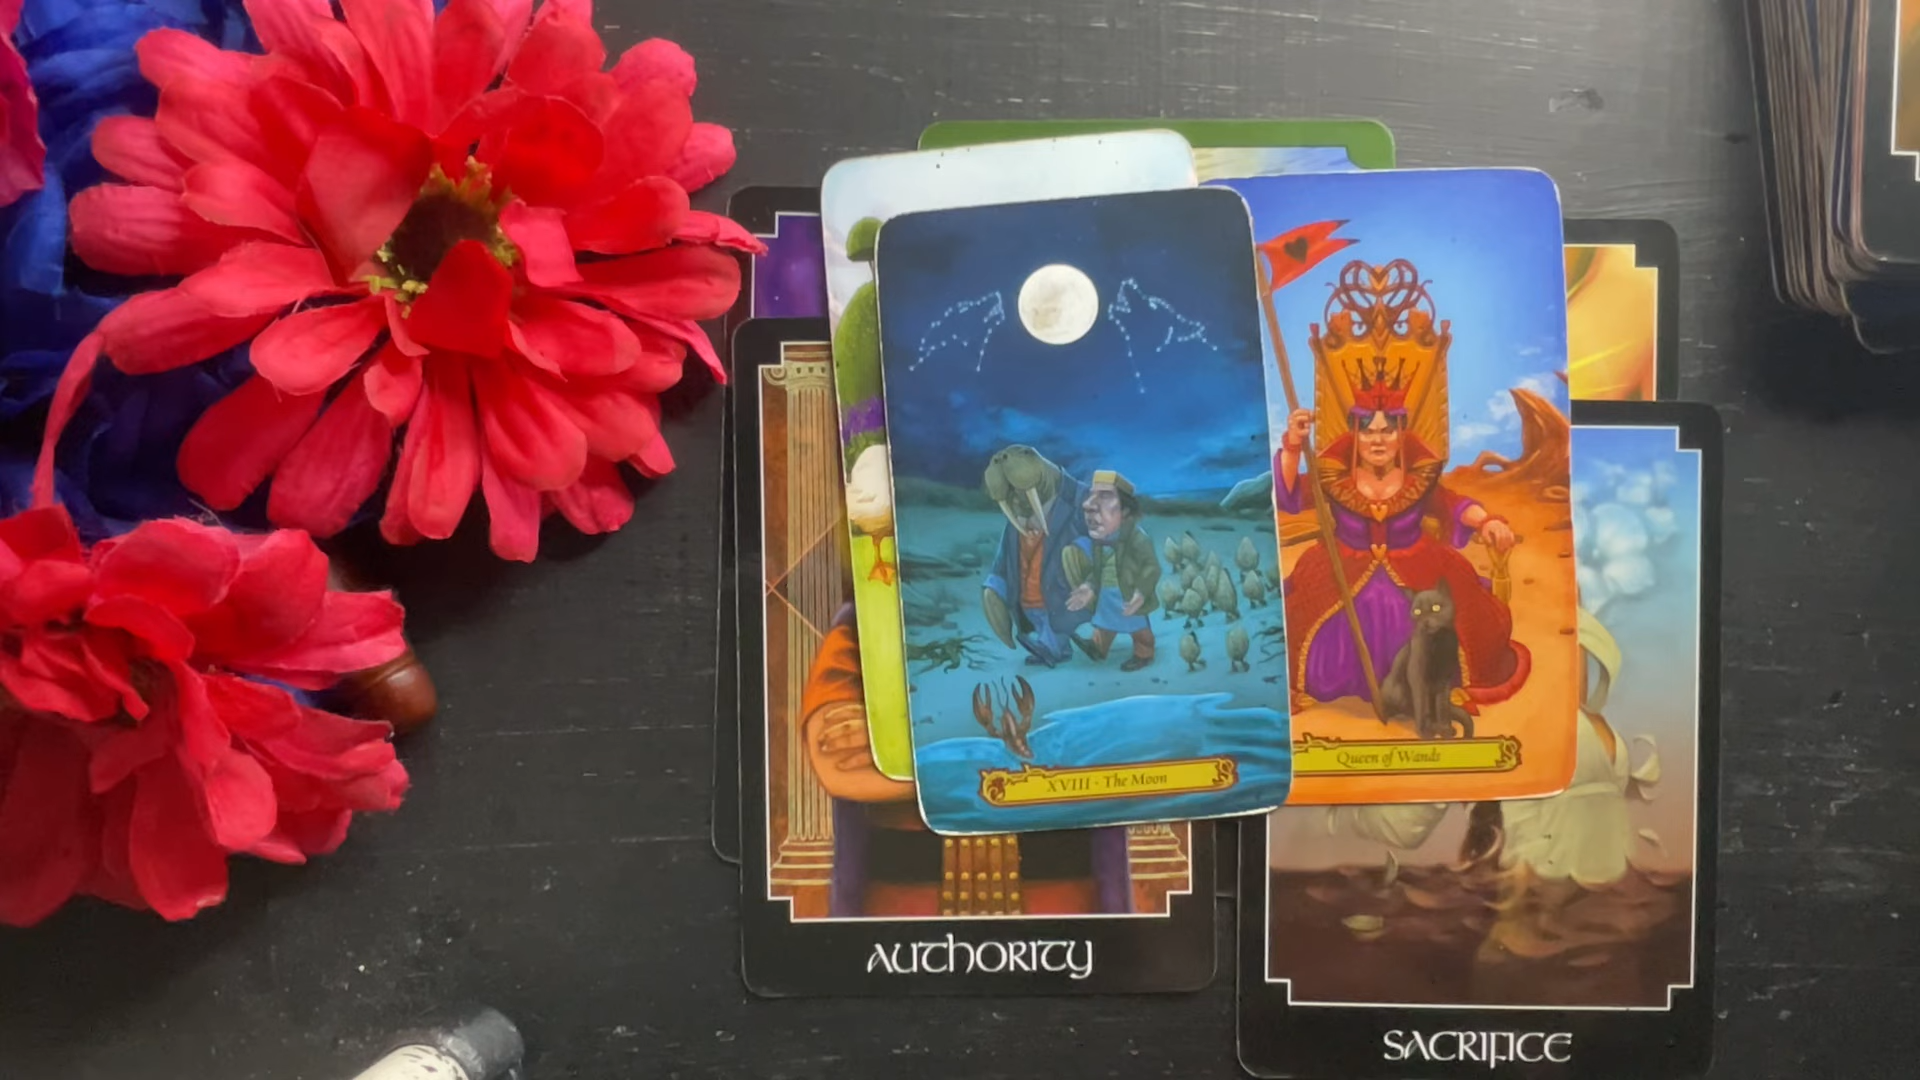 XVIII · The Moon
Queen of Wands
AUTHORITY
SACRIFICE